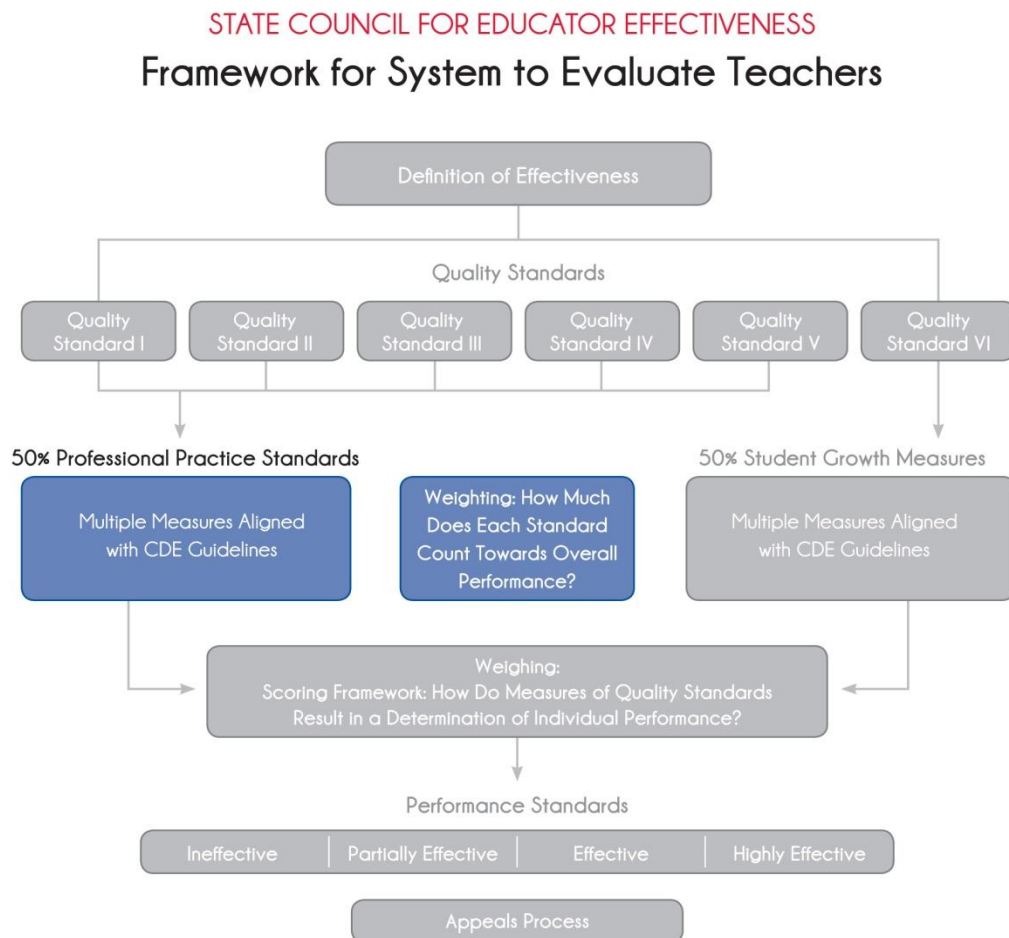 STATE COUNCIL FOR EDUCATOR EFFECTIVENESS
Framework for System to Evaluate Teachers
Definition of Effectiveness
Quality Standards
Quality
Standard I
Quality
Standard II
Quality
Standard III
Quality
Standard IV
Quality
Standard V
Quality
Standard VI
50% Professional Practice Standards
Multiple Measures Aligned
with CDE Guidelines
Weighting: How Much
Does Each Standard
Count Towards Overall
Performance?
50% Student Growth Measures
Multiple Measures Aligned
with CDE Guidelines
Weighing:
Scoring Framework: How Do Measures of Quality Standards
Result in a Determination of Individual Performance?
Performance Standards
Ineffective
Partially Effective
Effective
Highly Effective
Appeals Process